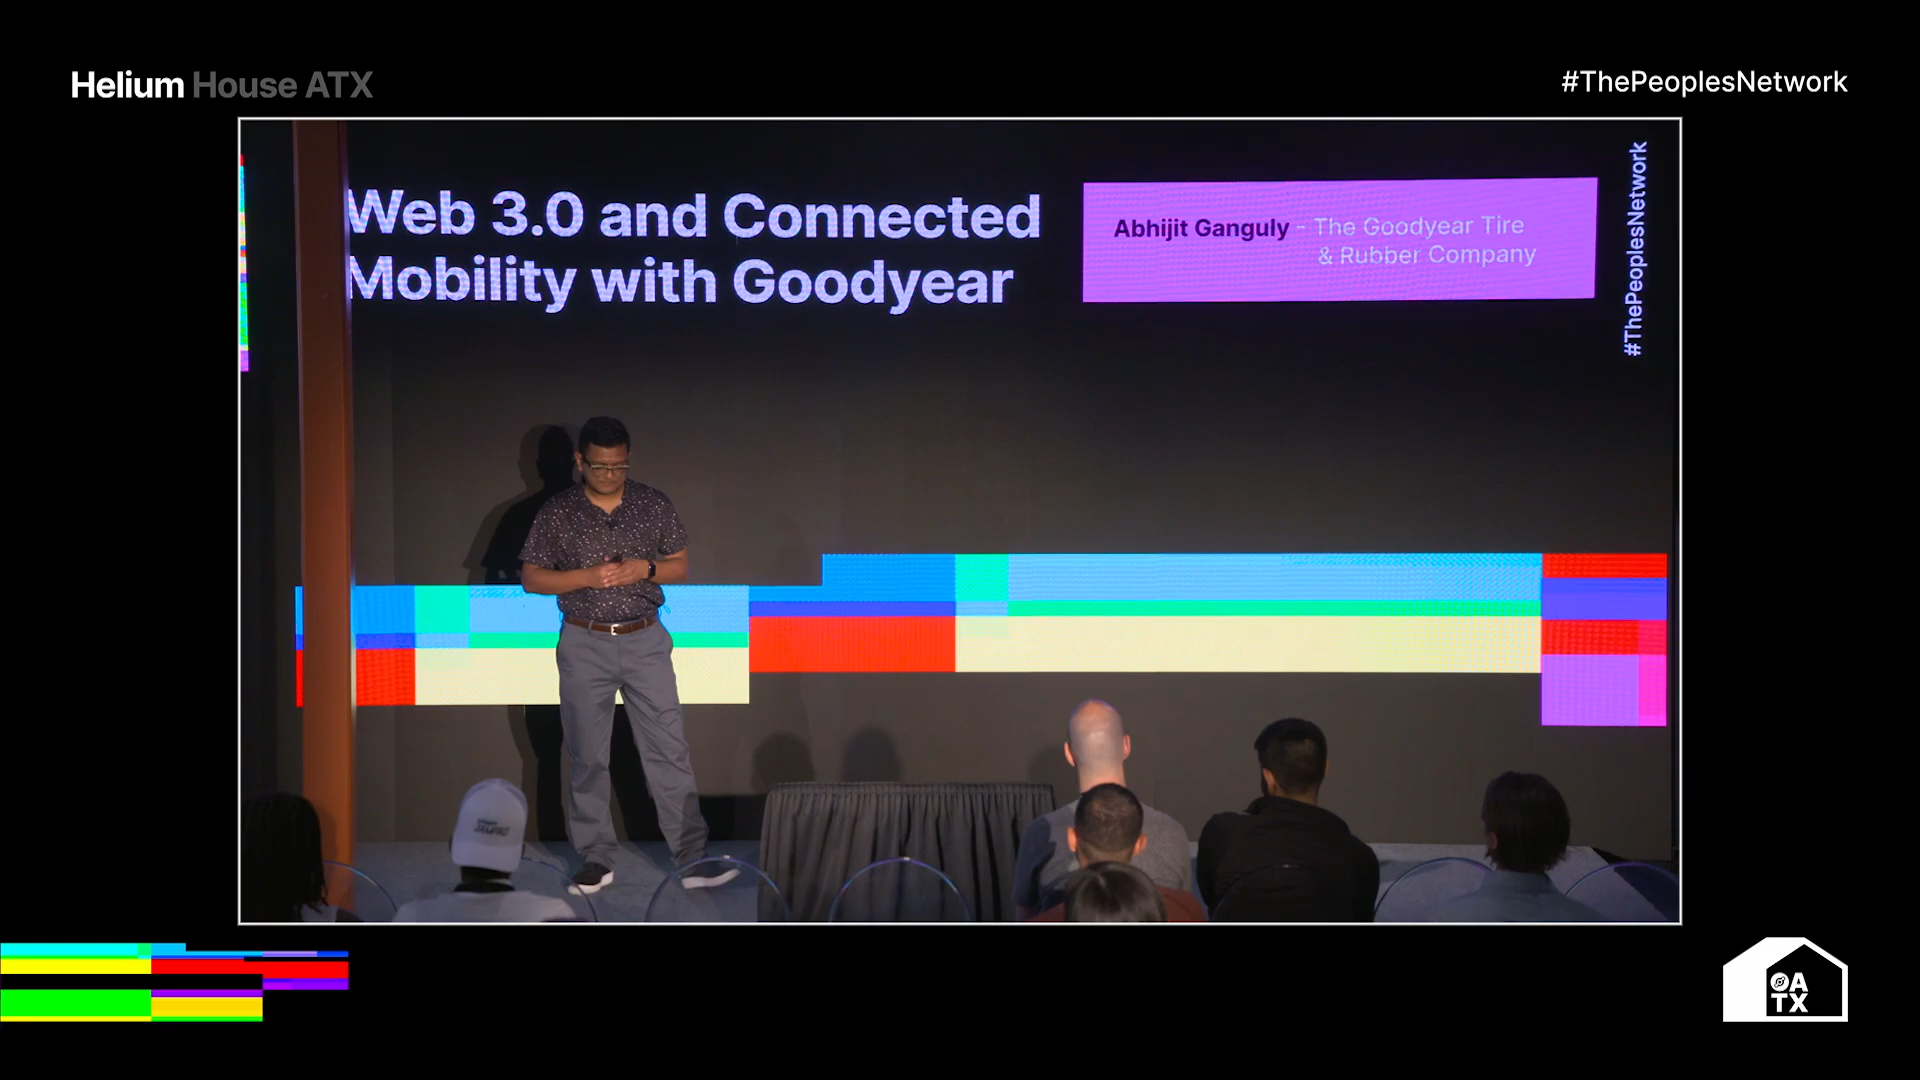 Helium House ATX
#ThePeoplesNetwork
Web 3.0 and Connected
Mobility with Goodyear
Abhijit Ganguly - The Goodyear Tire
& Rubber Company
#ThePeoplesNetwork
ATX